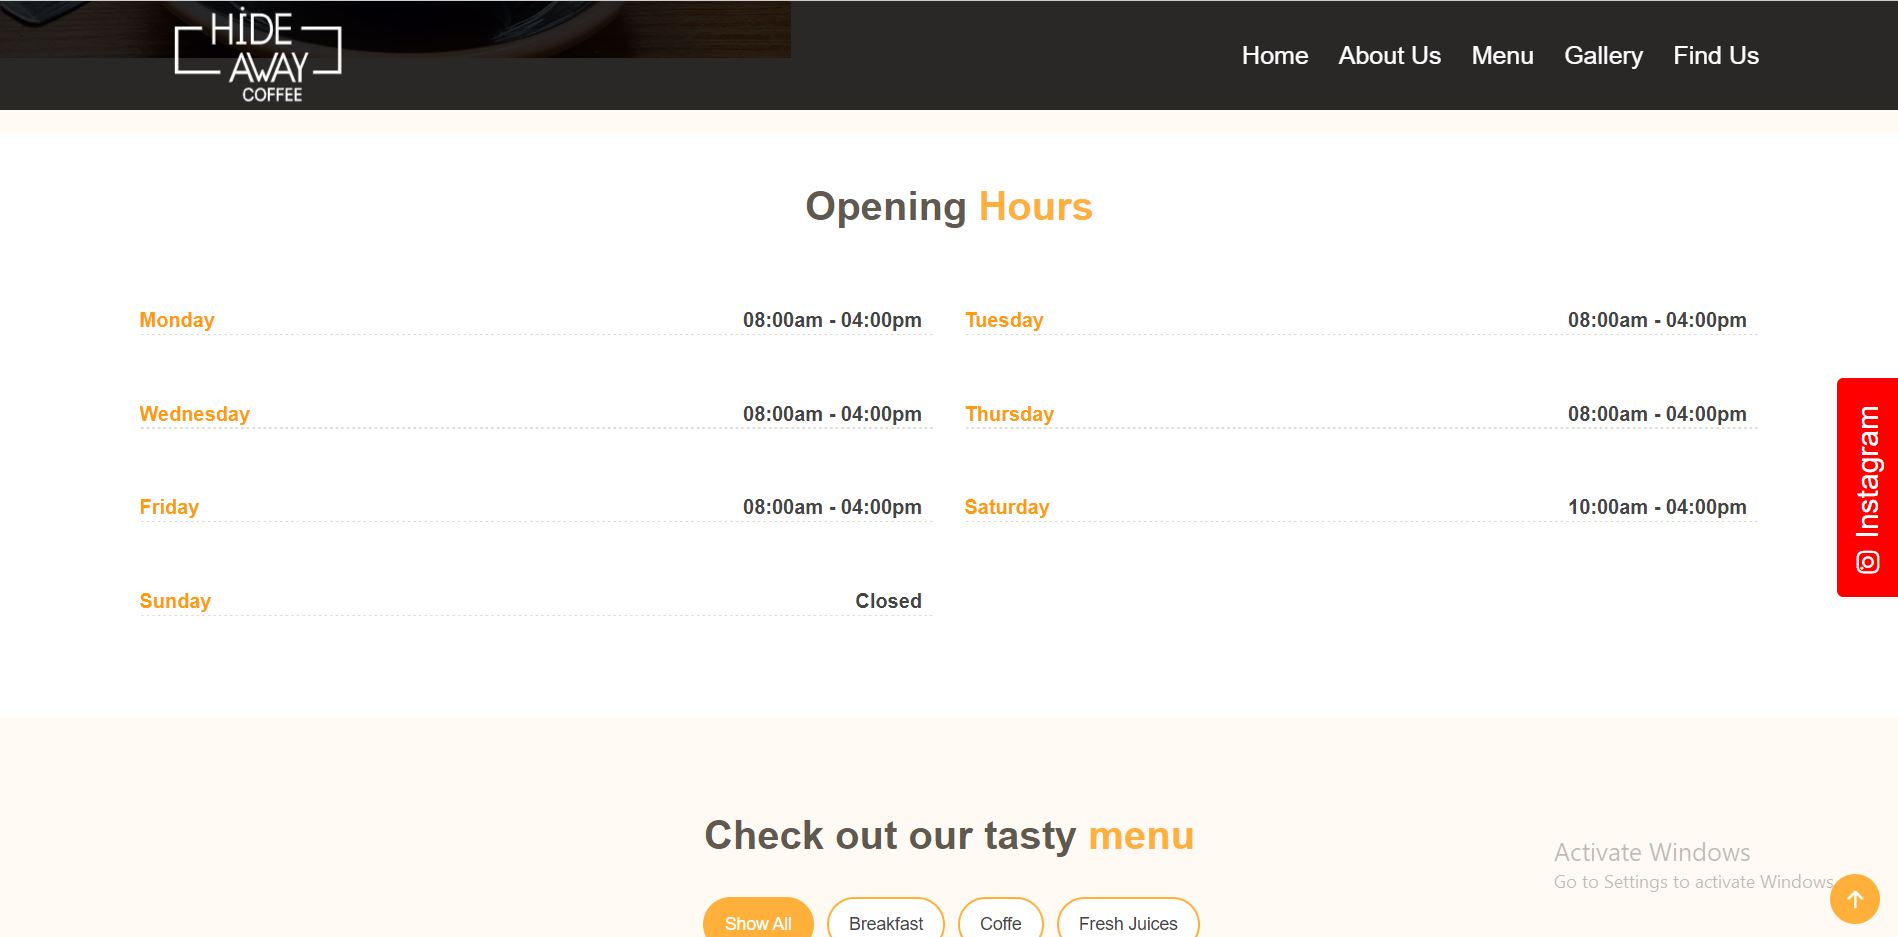 HiDE
AWAY
COFFEE
Home About Us Menu Gallery Find Us
Opening Hours
Monday 08:00am - 04:00pm
Tuesday 08:00am - 04:00pm
Wednesday 08:00am - 04:00pm
Thursday 08:00am - 04:00pm
Friday 08:00am - 04:00pm
Saturday 10:00am - 04:00pm
Sunday Closed
Instagram
Check out our tasty menu
Show All Breakfast Coffe Fresh Juices
Activate Windows
Go to Settings to activate Windows.